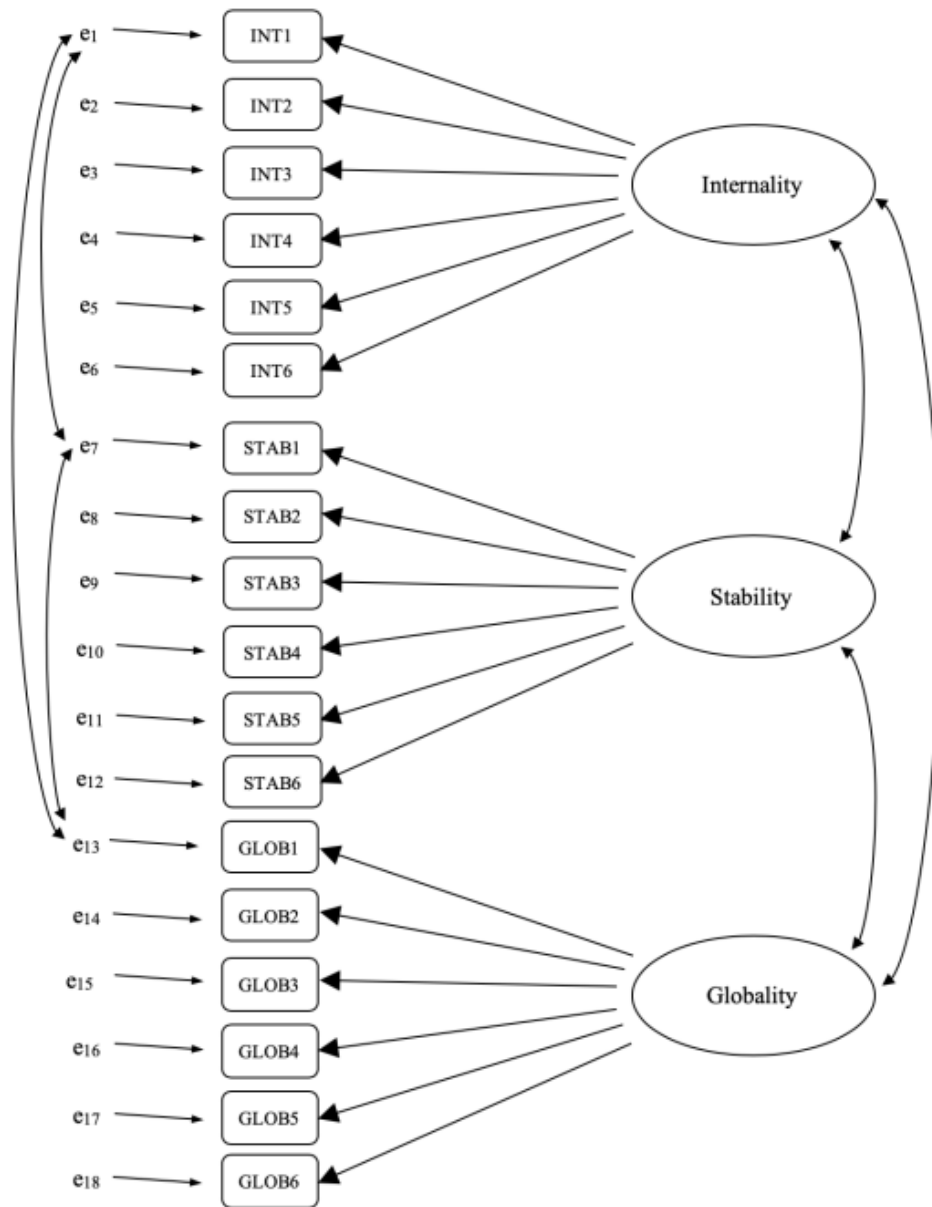 e1 INT1
e2 INT2
e3 INT3
Internality
e4 INT4
e5 INT5
e6 INT6
e7 STAB1
e8 STAB2
e9 STAB3
Stability
e10 STAB4
e11 STAB5
e12 STAB6
e13 GLOB1
e14 GLOB2
e15 GLOB3
Globality
e16 GLOB4
e17 GLOB5
e18 GLOB6